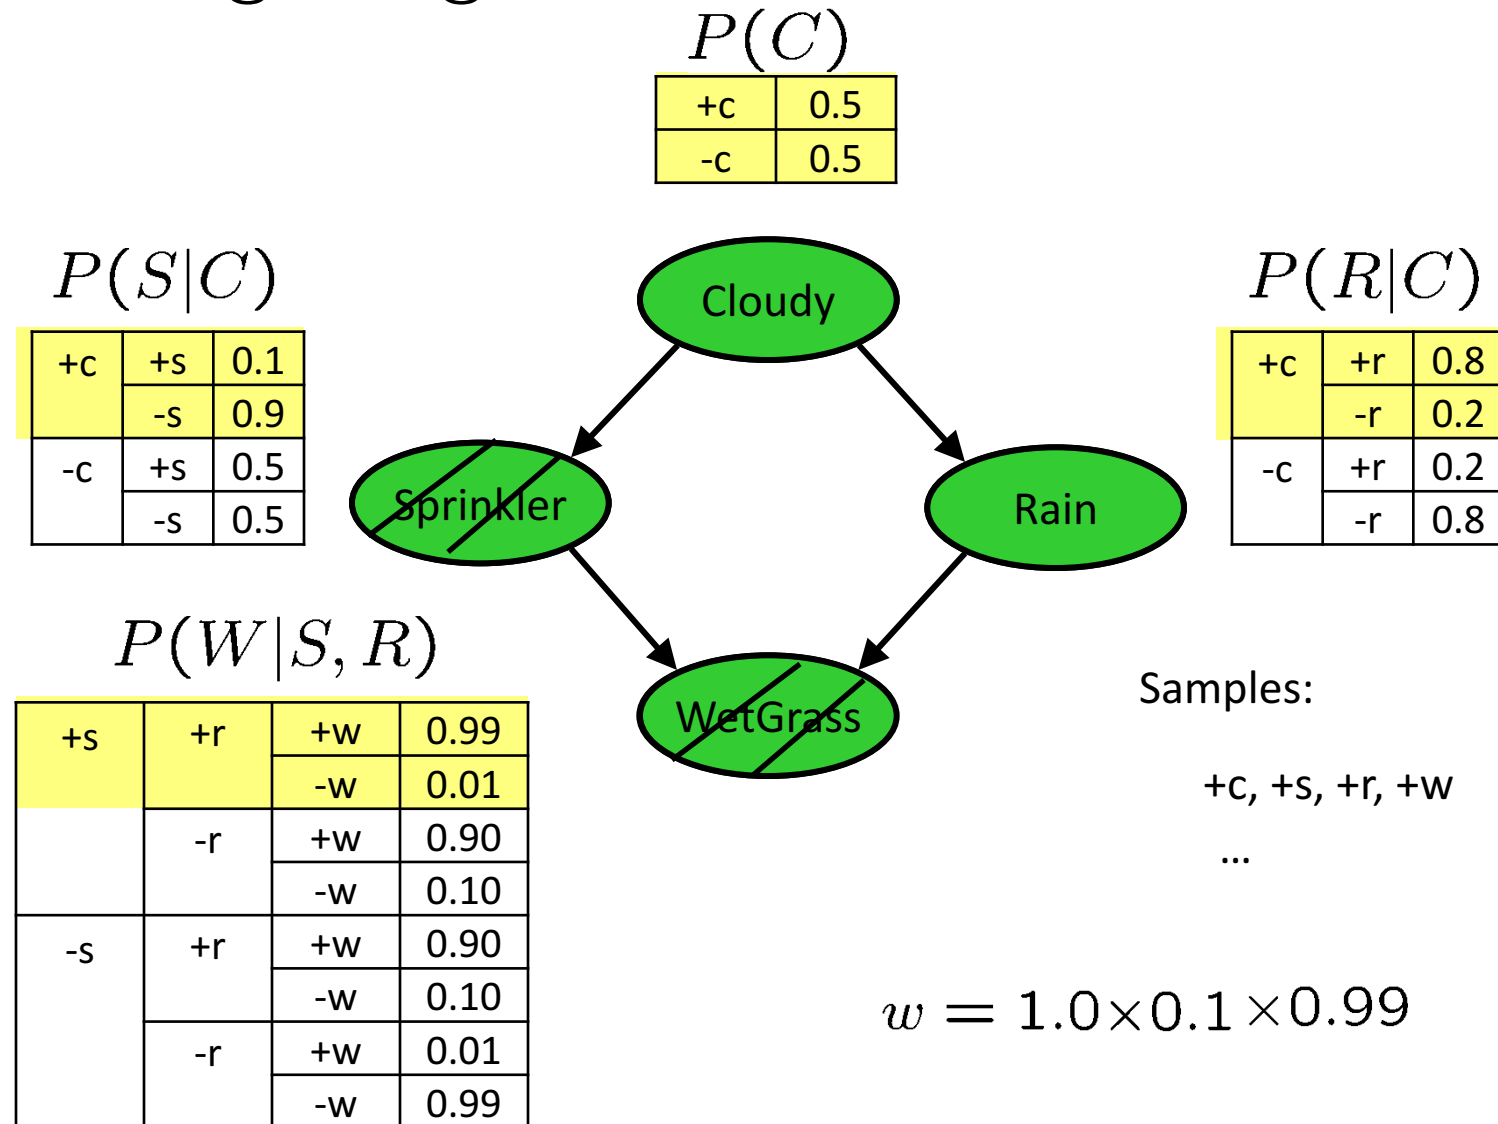 P(C)
+c 0.5
-c 0.5
P(S|C)
+c +s 0.1
-s 0.9
-c +s 0.5
-s 0.5
Cloudy
P(R|C)
+c +r 0.8
-r 0.2
-c +r 0.2
-r 0.8
Sprinkler
Rain
P(W|S, R)
+s +r +w 0.99
-w 0.01
-r +w 0.90
-w 0.10
-s +r +w 0.90
-w 0.10
-r +w 0.01
-w 0.99
WetGrass
Samples:
+c, +s, +r, +w
...
w = 1.0×0.1×0.99